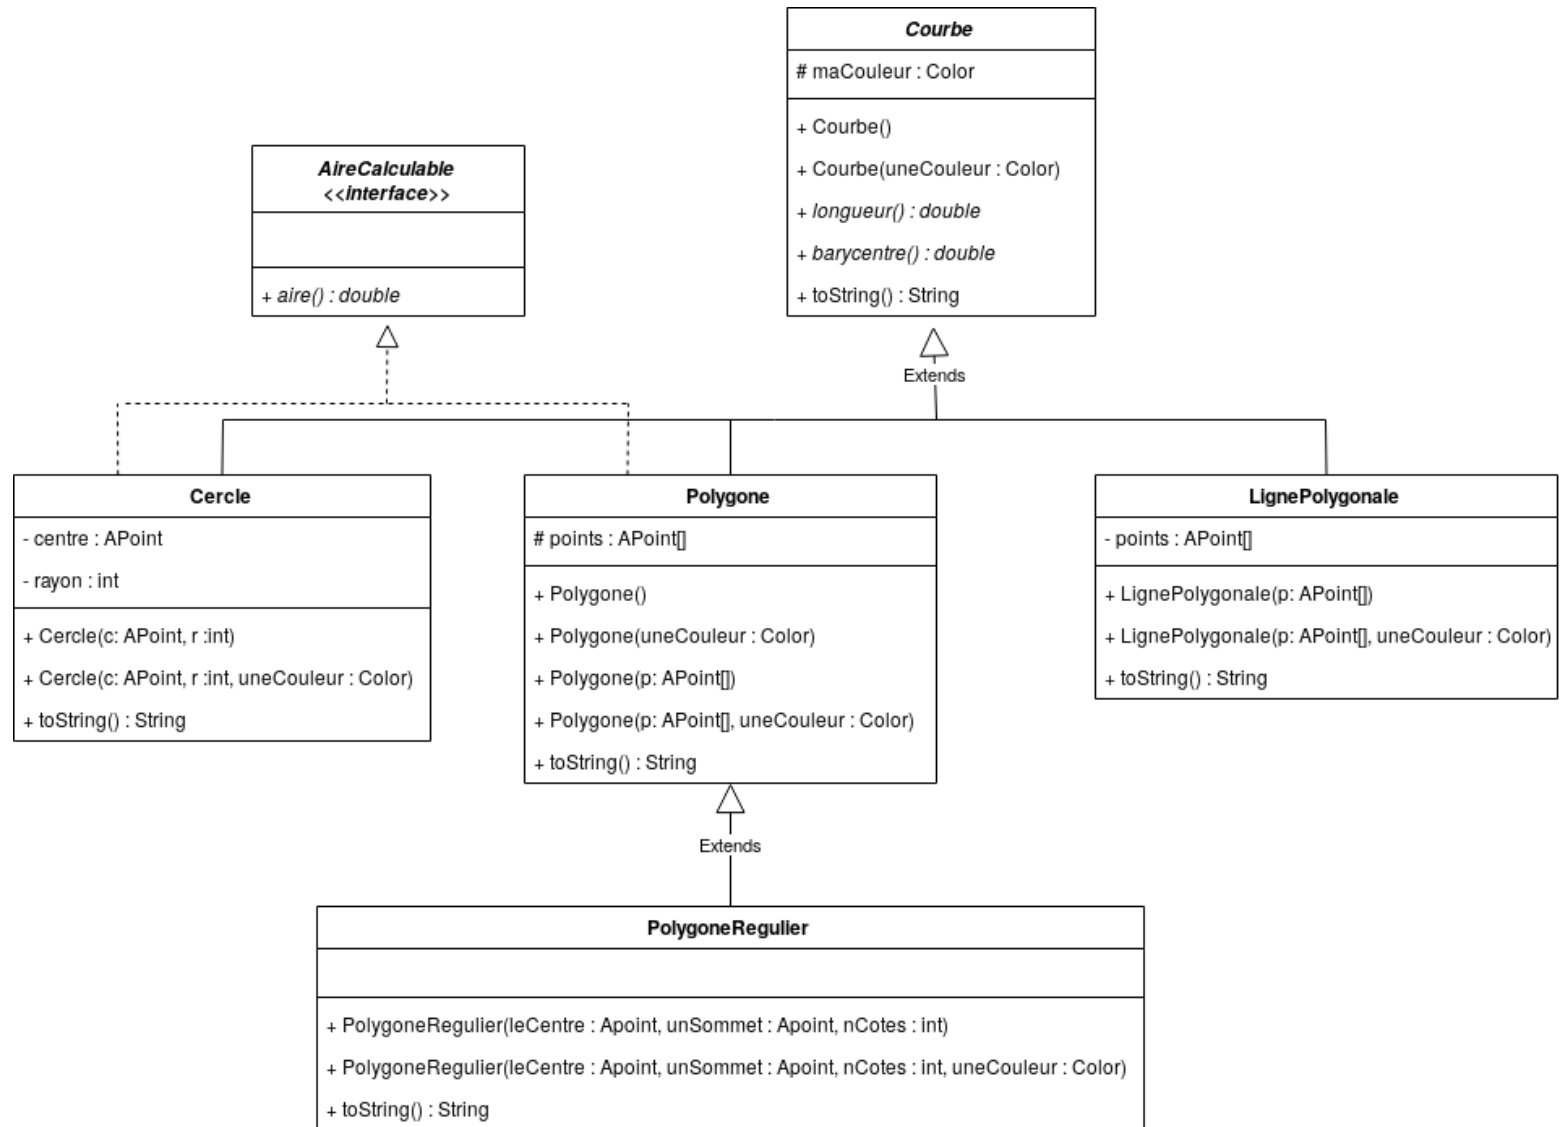 Courbe
# maCouleur : Color
+ Courbe()
+ Courbe(uneCouleur : Color)
+ longueur() : double
+ barycentre() : double
+ toString() : String
AireCalculable
<<interface>>
+ aire() : double
Extends
Cercle
- centre : APoint
- rayon : int
+ Cercle(c: APoint, r :int)
+ Cercle(c: APoint, r :int, uneCouleur : Color)
+ toString() : String
Polygone
# points : APoint[]
+ Polygone()
+ Polygone(uneCouleur : Color)
+ Polygone(p: APoint[])
+ Polygone(p: APoint[], uneCouleur : Color)
+ toString() : String
LignePolygonale
- points : APoint[]
+ LignePolygonale(p: APoint[])
+ LignePolygonale(p: APoint[], uneCouleur : Color)
+ toString() : String
Extends
PolygoneRegulier
+ PolygoneRegulier(leCentre : Apoint, unSommet : Apoint, nCotes : int)
+ PolygoneRegulier(leCentre : Apoint, unSommet : Apoint, nCotes : int, uneCouleur : Color)
+ toString() : String